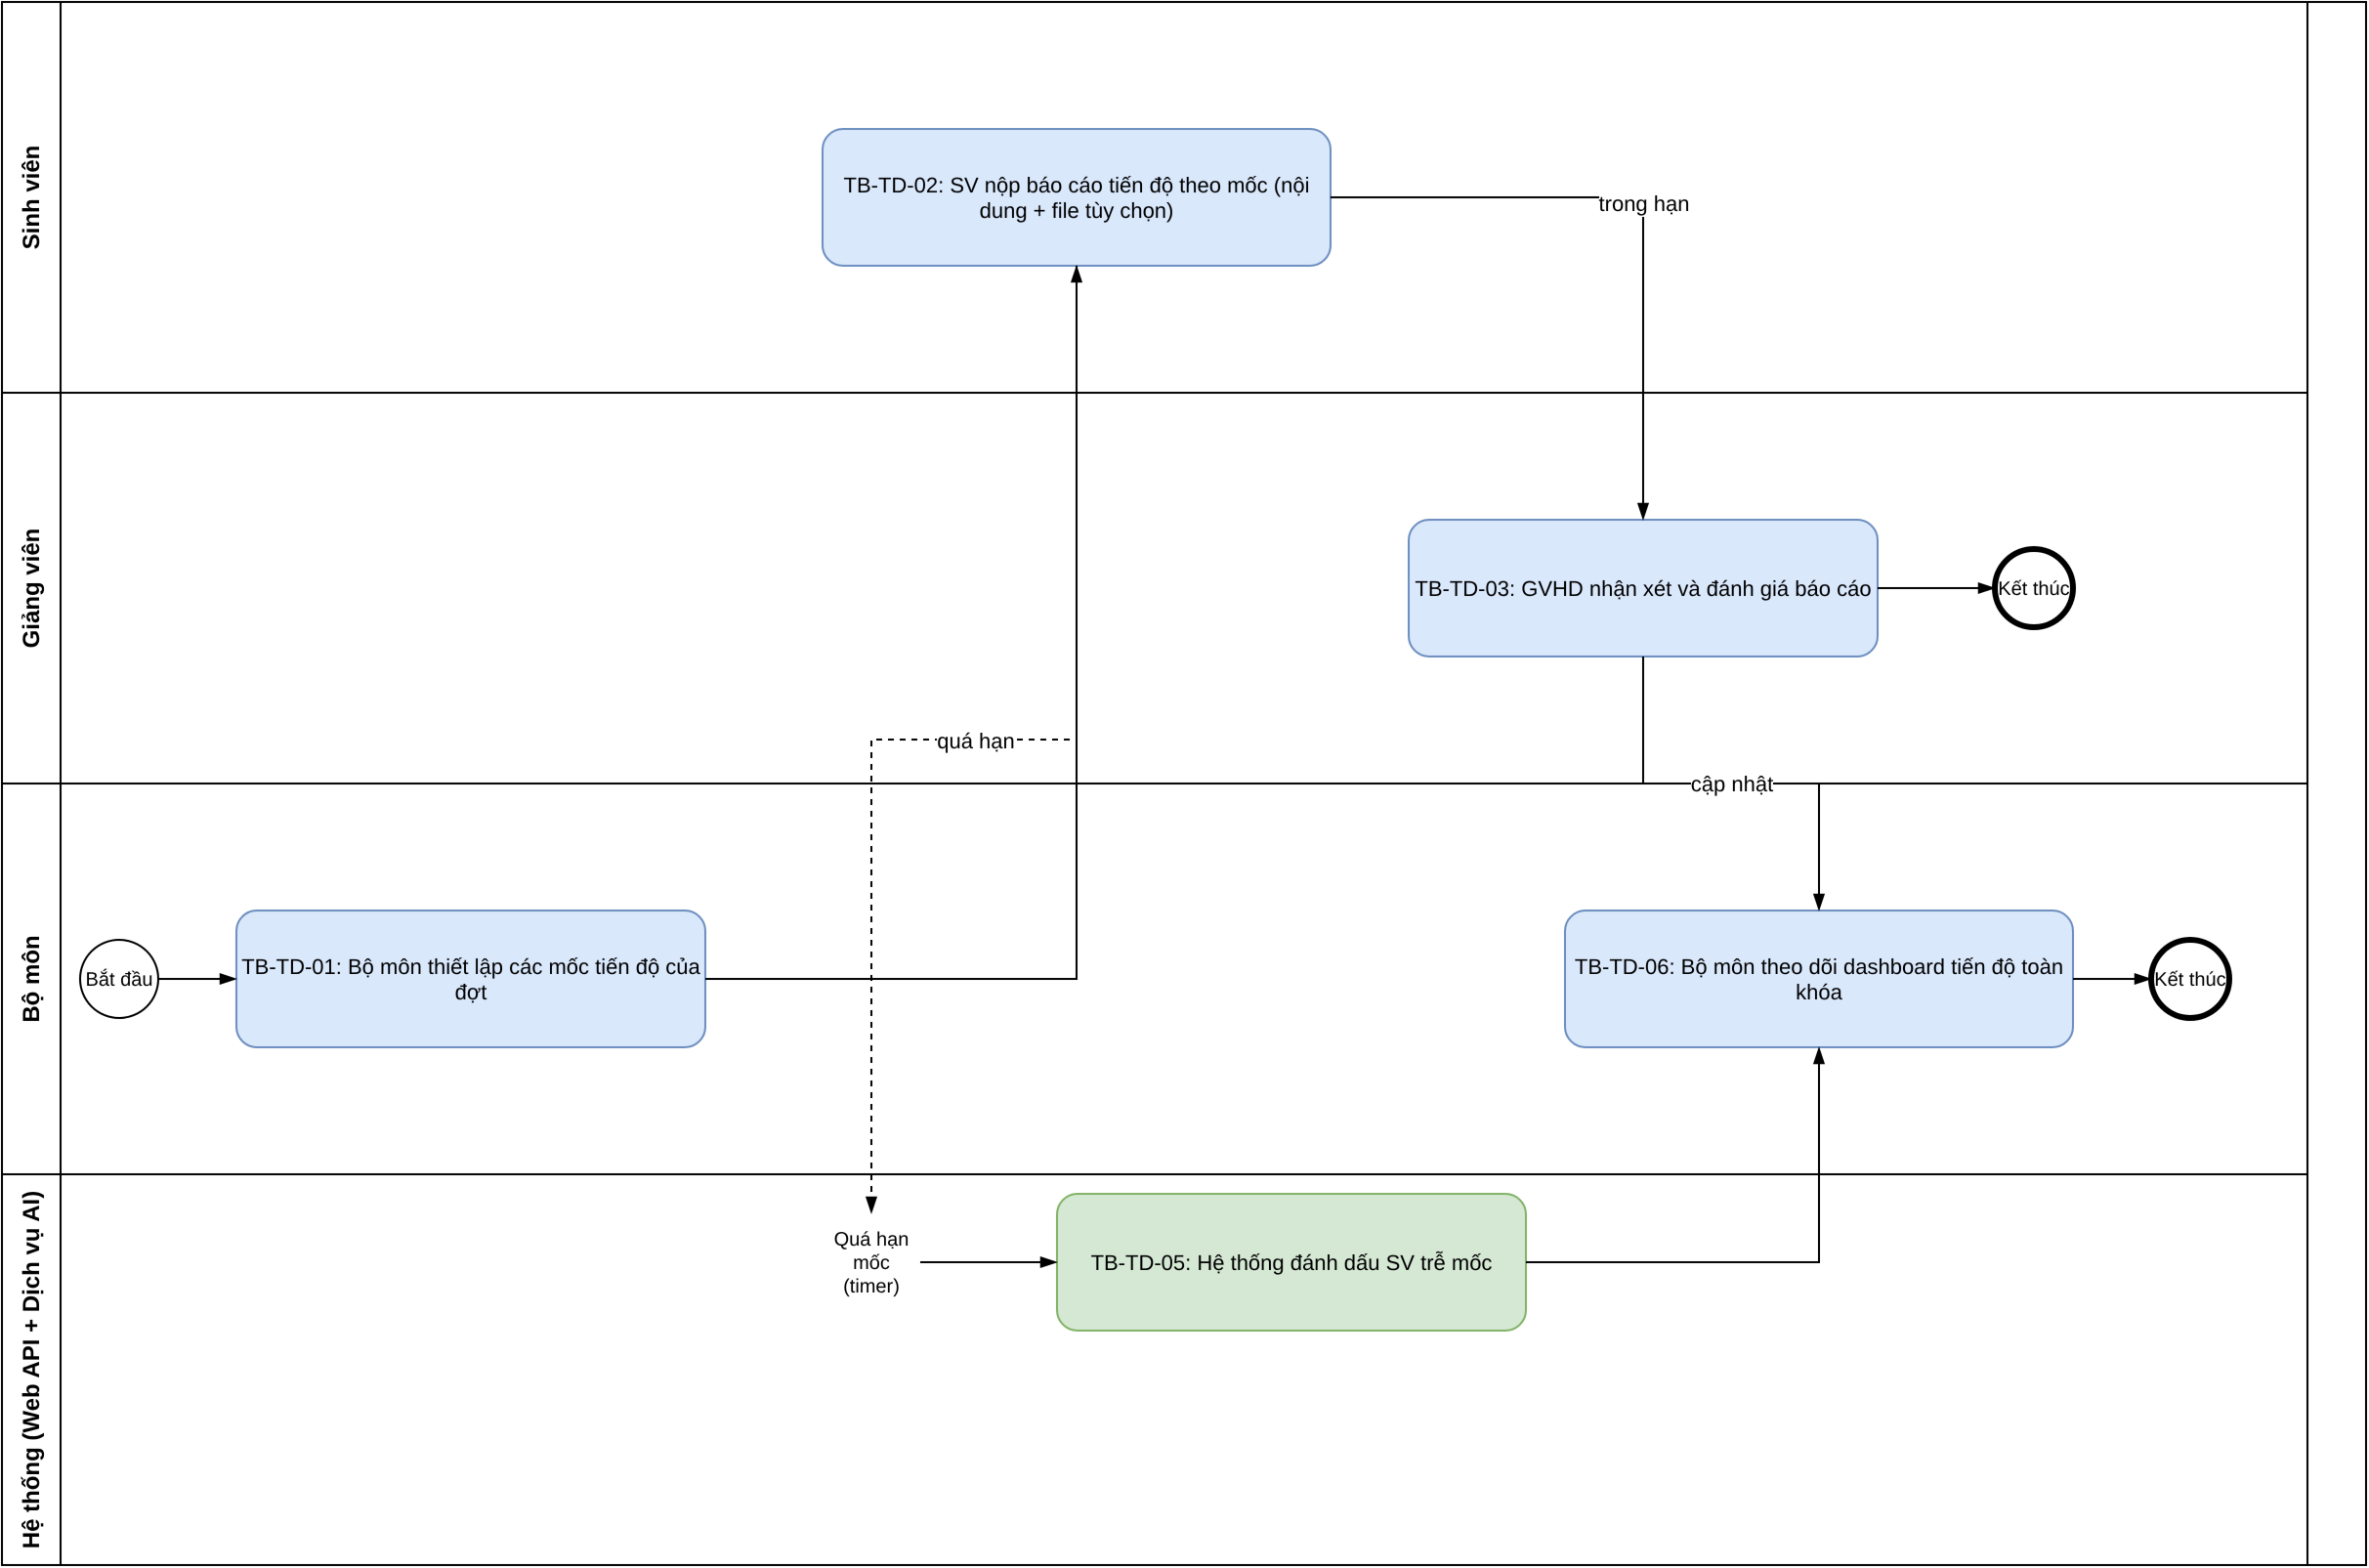 Sinh viên
TB-TD-02: SV nộp báo cáo tiến độ theo mốc (nội
dung + file tùy chọn)
trong hạn
Giảng viên
TB-TD-03: GVHD nhận xét và đánh giá báo cáo
Kết thúc
quá hạn
cập nhật
Bộ môn
Bắt đầu
TB-TD-01: Bộ môn thiết lập các mốc tiến độ của
đợt
TB-TD-06: Bộ môn theo dõi dashboard tiến độ toàn
khóa
Kết thúc
Hệ thống (Web API + Dịch vụ AI)
Quá hạn
mốc
(timer)
TB-TD-05: Hệ thống đánh dấu SV trễ mốc